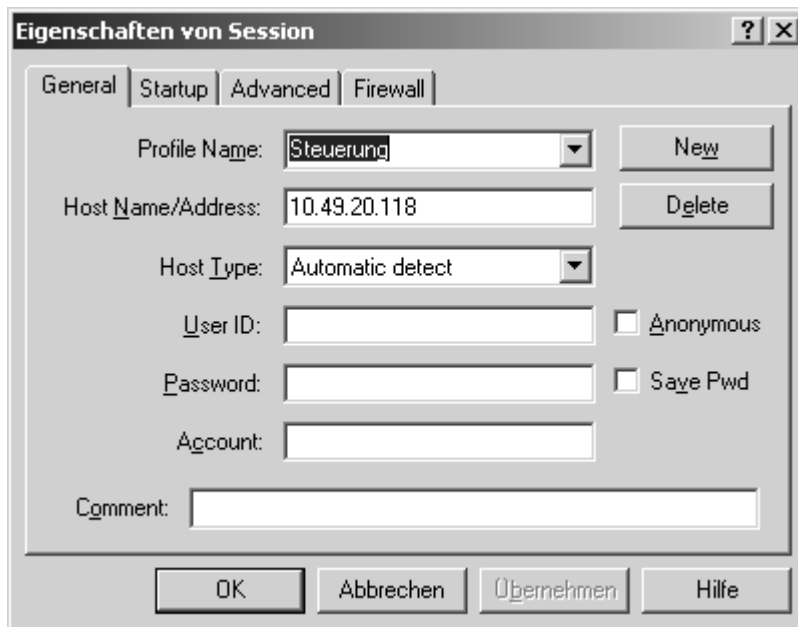 Eigenschaften von Session
General Startup Advanced Firewall
Profile Name: Steuerung New
Host Name/Address: 10.49.20.118 Delete
Host Type: Automatic detect
User ID: Anonymous
Password: Save Pwd
Account:
Comment:
OK Abbrechen Übernehmen Hilfe